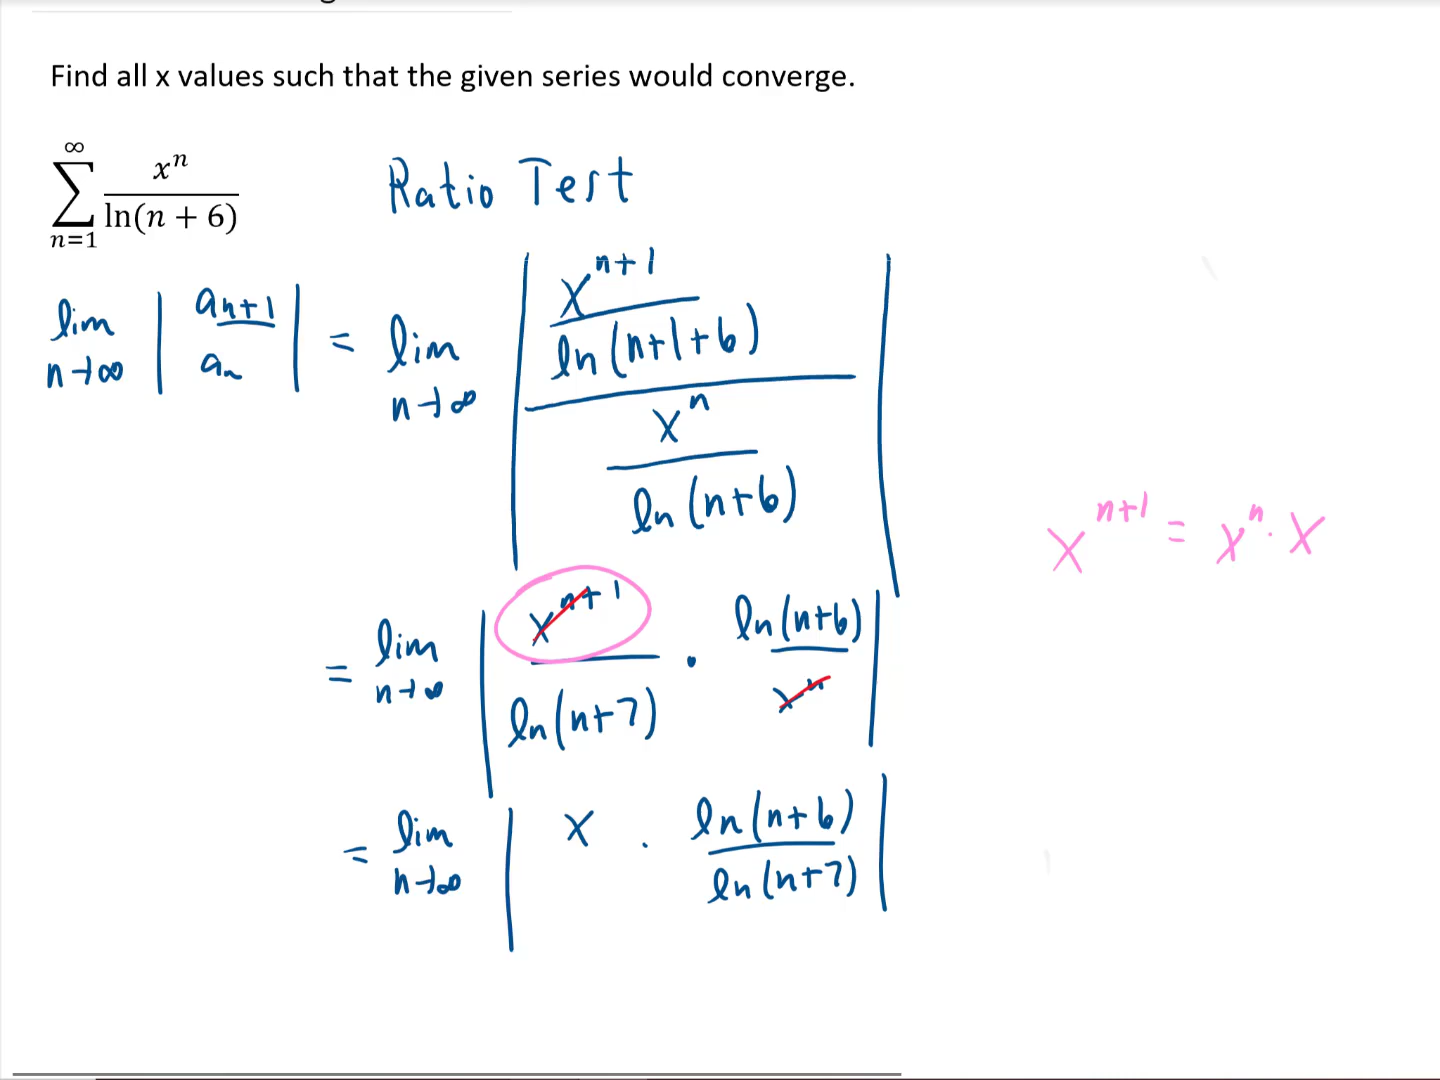 Find all x values such that the given series would converge.
∞
∑ xⁿ / ln(n + 6)
n=1
Ratio Test
lim n→∞ | aₙ₊₁ / aₙ | = lim n→∞ | (xⁿ⁺¹ / ln(n+1+6)) / (xⁿ / ln(n+6)) |
xⁿ⁺¹ = xⁿ · x
= lim n→∞ | xⁿ⁺¹ / ln(n+7) · ln(n+6) / xⁿ |
= lim n→∞ | x · ln(n+6) / ln(n+7) |